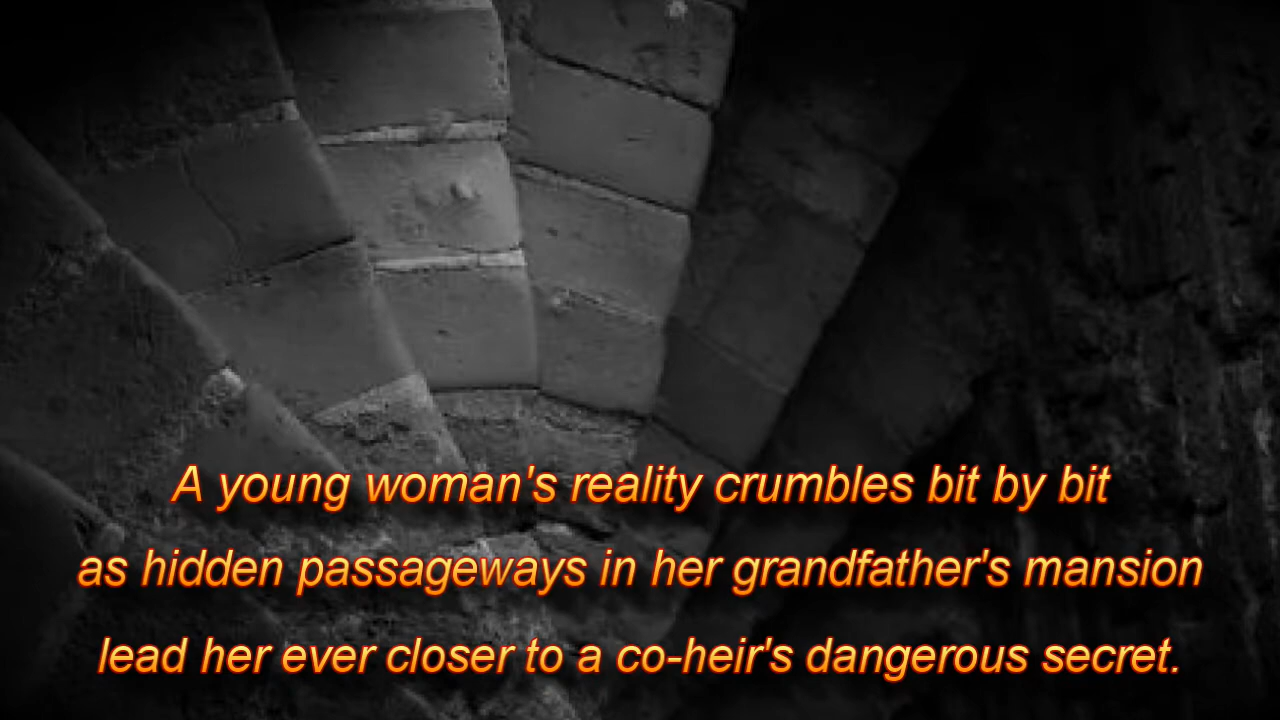 A young woman's reality crumbles bit by bit
as hidden passageways in her grandfather's mansion
lead her ever closer to a co-heir's dangerous secret.